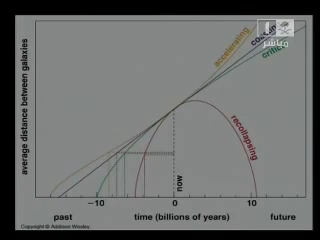 مباشر
accelerating
coasting
critical
recollapsing
average distance between galaxies
now
−10 0 10
past time (billions of years) future
Copyright © Addison Wesley